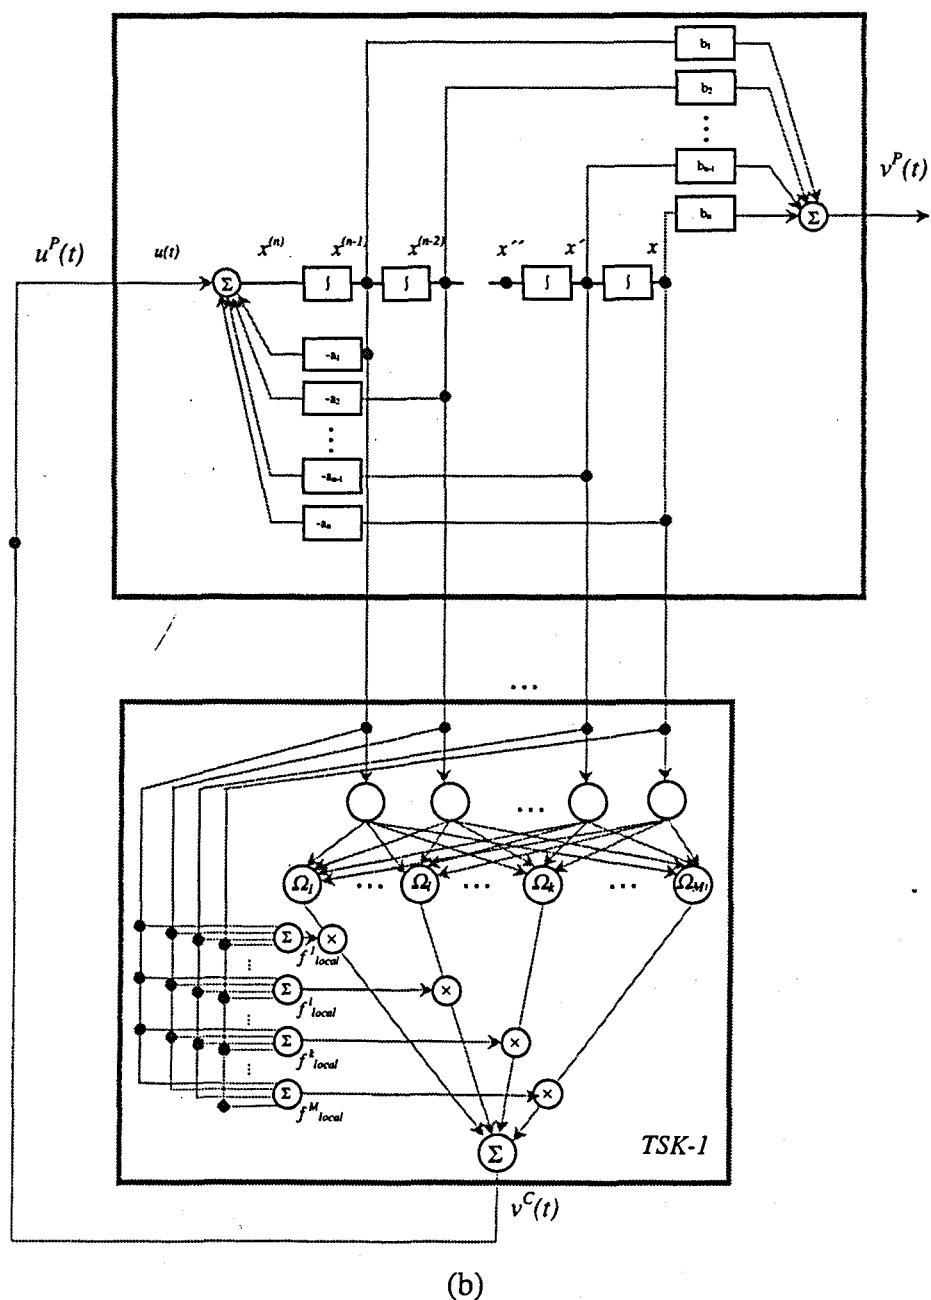 b₁
b₂
⋮
bₙ₋₁
vᴾ(t)
bₙ
Σ
uᴾ(t) u(t) x⁽ⁿ⁾ x⁽ⁿ⁻¹⁾ x⁽ⁿ⁻²⁾ x″ x′ x
Σ ∫ ∫ ∫ ∫
-a₁
-a₂
⋮
-aₙ₋₁
-aₙ
...
...
Ω₁ ... Ωₗ ... Ωₖ ... Ω_M
Σ × f¹local
⋮
Σ × fˡlocal
⋮
Σ × fᵏlocal
⋮
Σ × fᴹlocal
Σ TSK-1
vᶜ(t)
(b)